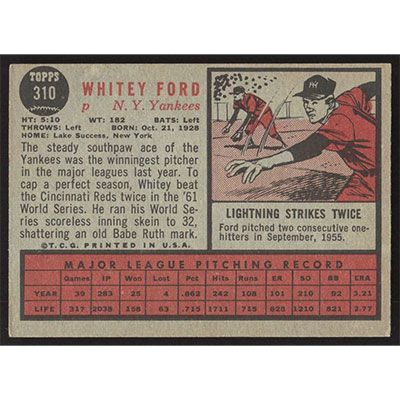 TOPPS
310
WHITEY FORD
p N. Y. Yankees
HT: 5:10 WT: 182 BATS: Left
THROWS: Left BORN: Oct. 21, 1928
HOME: Lake Success, New York
The steady southpaw ace of the
Yankees was the winningest pitcher
in the major leagues last year. To
cap a perfect season, Whitey beat
the Cincinnati Reds twice in the '61
World Series. He ran his World Se-
ries scoreless inning skein to 32,
shattering an old Babe Ruth mark.
© T. C. G. PRINTED IN U. S. A.
LIGHTNING STRIKES TWICE
Ford pitched two consecutive one-
hitters in September, 1955.
MAJOR LEAGUE PITCHING RECORD
Games IP Won Lost Pct Hits R ER SO BB ERA
YEAR 39 283 25 4 .862 242 108 101 209 92 3.21
LIFE 317 2038 158 63 .715 1711 725 628 1210 821 2.77